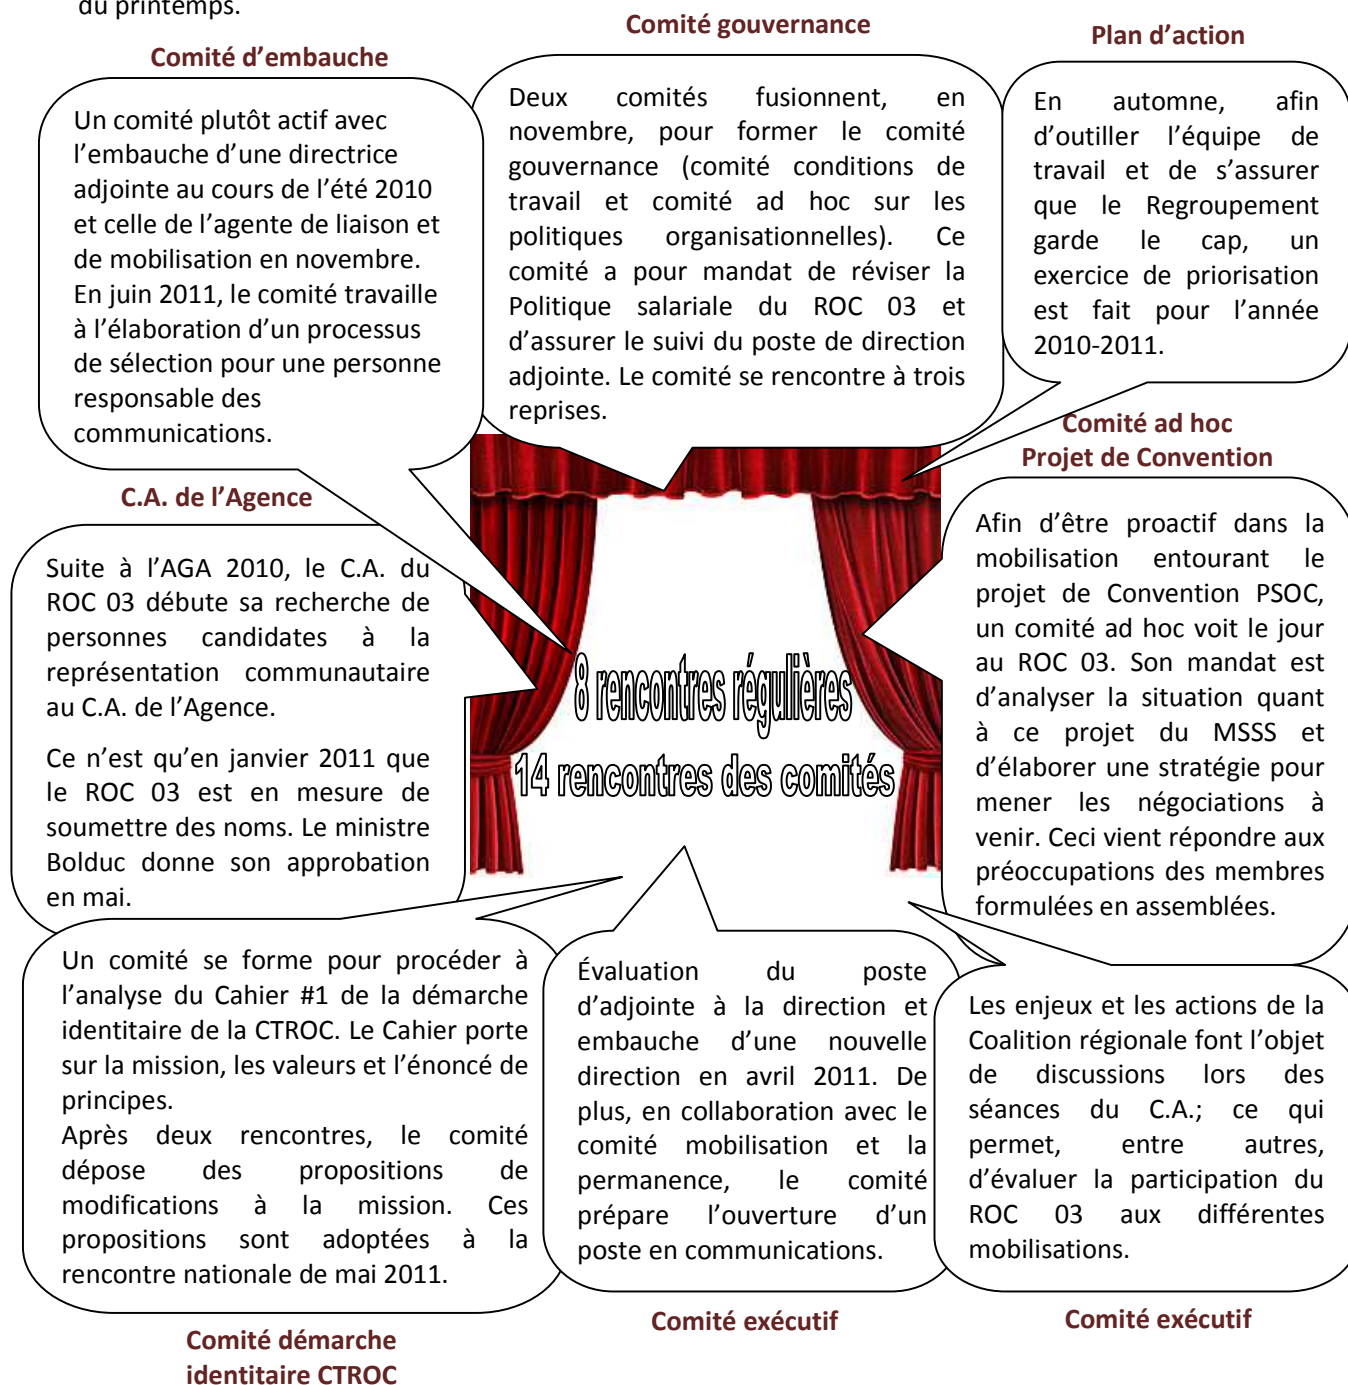 du printemps.
Comité d’embauche
Un comité plutôt actif avec
l’embauche d’une directrice
adjointe au cours de l’été 2010
et celle de l’agente de liaison et
de mobilisation en novembre.
En juin 2011, le comité travaille
à l’élaboration d’un processus
de sélection pour une personne
responsable des
communications.
Comité gouvernance
Deux comités fusionnent, en
novembre, pour former le comité
gouvernance (comité conditions de
travail et comité ad hoc sur les
politiques organisationnelles). Ce
comité a pour mandat de réviser la
Politique salariale du ROC 03 et
d’assurer le suivi du poste de direction
adjointe. Le comité se rencontre à trois
reprises.
Plan d’action
En automne, afin
d’outiller l’équipe de
travail et de s’assurer
que le Regroupement
garde le cap, un
exercice de priorisation
est fait pour l’année
2010-2011.
C.A. de l’Agence
Suite à l’AGA 2010, le C.A. du
ROC 03 débute sa recherche de
personnes candidates à la
représentation communautaire
au C.A. de l’Agence.
Ce n’est qu’en janvier 2011 que
le ROC 03 est en mesure de
soumettre des noms. Le ministre
Bolduc donne son approbation
en mai.
8 rencontres régulières
14 rencontres des comités
Comité ad hoc
Projet de Convention
Afin d’être proactif dans la
mobilisation entourant le
projet de Convention PSOC,
un comité ad hoc voit le jour
au ROC 03. Son mandat est
d’analyser la situation quant
à ce projet du MSSS et
d’élaborer une stratégie pour
mener les négociations à
venir. Ceci vient répondre aux
préoccupations des membres
formulées en assemblées.
Un comité se forme pour procéder à
l’analyse du Cahier #1 de la démarche
identitaire de la CTROC. Le Cahier porte
sur la mission, les valeurs et l’énoncé de
principes.
Après deux rencontres, le comité
dépose des propositions de
modifications à la mission. Ces
propositions sont adoptées à la
rencontre nationale de mai 2011.
Comité démarche
identitaire CTROC
Évaluation du poste
d’adjointe à la direction et
embauche d’une nouvelle
direction en avril 2011. De
plus, en collaboration avec le
comité mobilisation et la
permanence, le comité
prépare l’ouverture d’un
poste en communications.
Comité exécutif
Les enjeux et les actions de la
Coalition régionale font l’objet
de discussions lors des
séances du C.A.; ce qui
permet, entre autres,
d’évaluer la participation du
ROC 03 aux différentes
mobilisations.
Comité exécutif